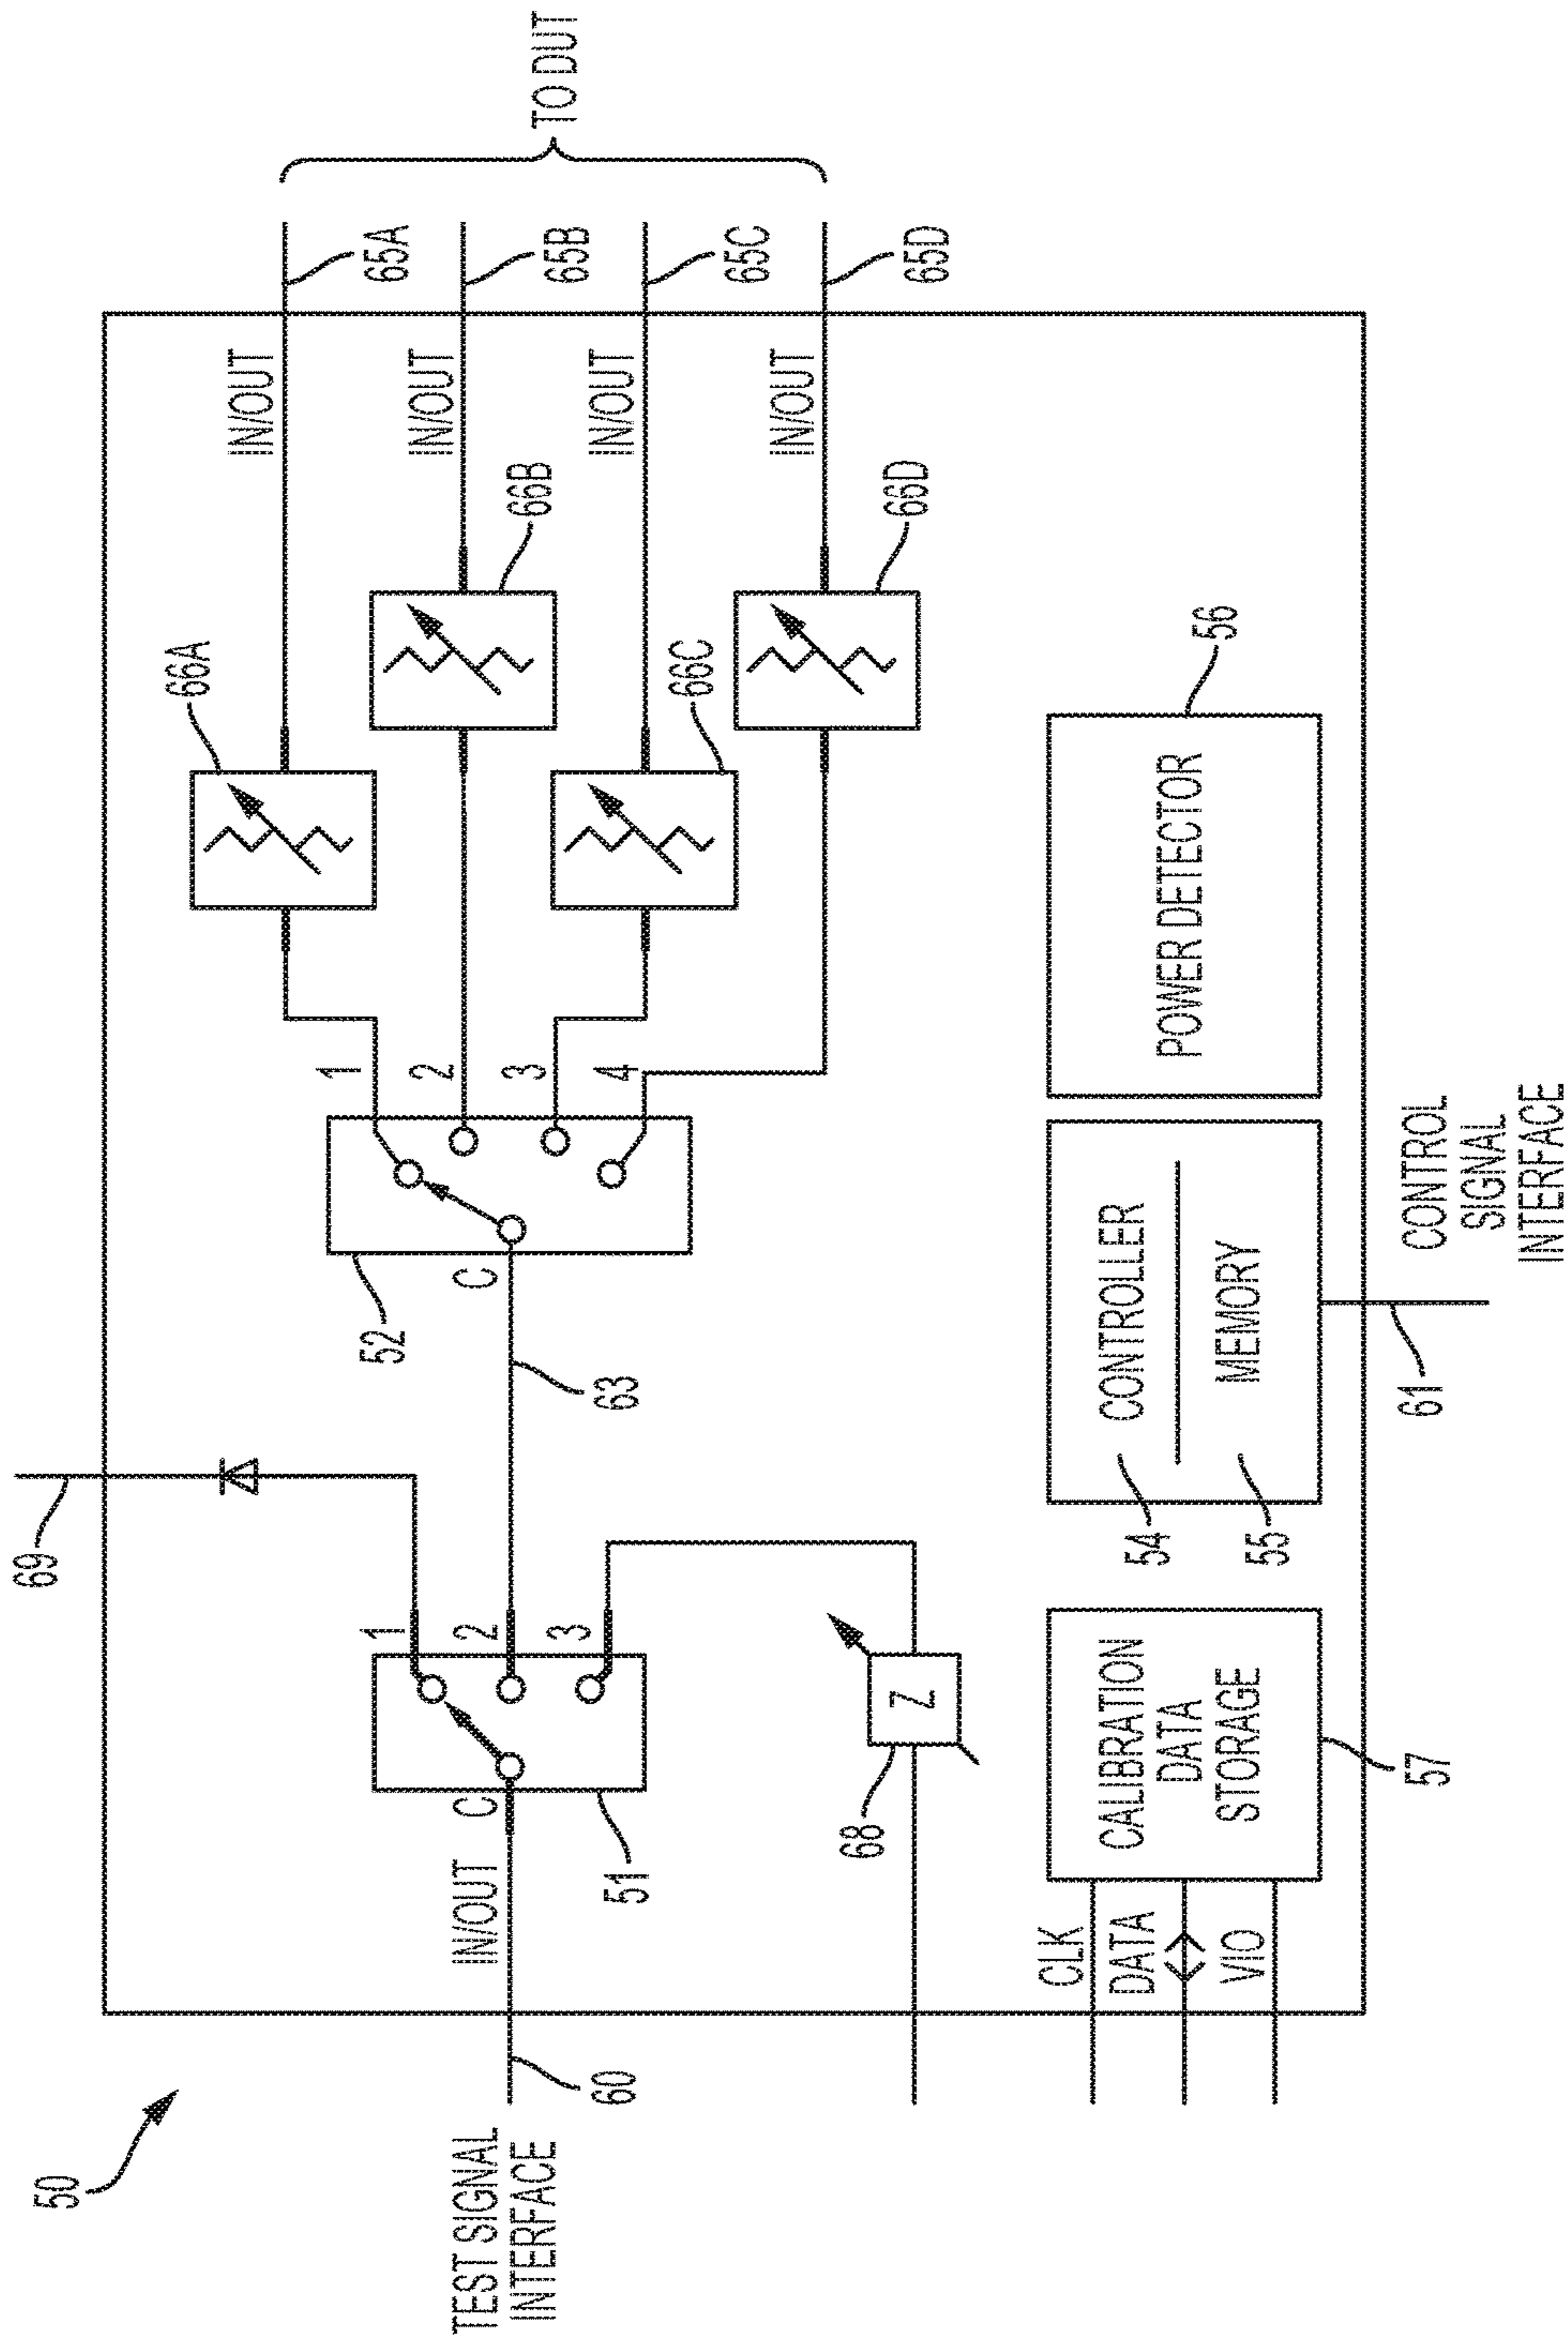 50
69
66A
IN/OUT
65A
66B
IN/OUT
65B
66C
IN/OUT
65C
66D
IN/OUT
65D
TO DUT
TEST SIGNAL
INTERFACE
60
IN/OUT
C
1
2
3
51
63
52
C
1
2
3
4
68
Z
CLK
DATA
VIO
CALIBRATION
DATA
STORAGE
57
54
CONTROLLER
55
MEMORY
61
CONTROL
SIGNAL
INTERFACE
POWER DETECTOR
56